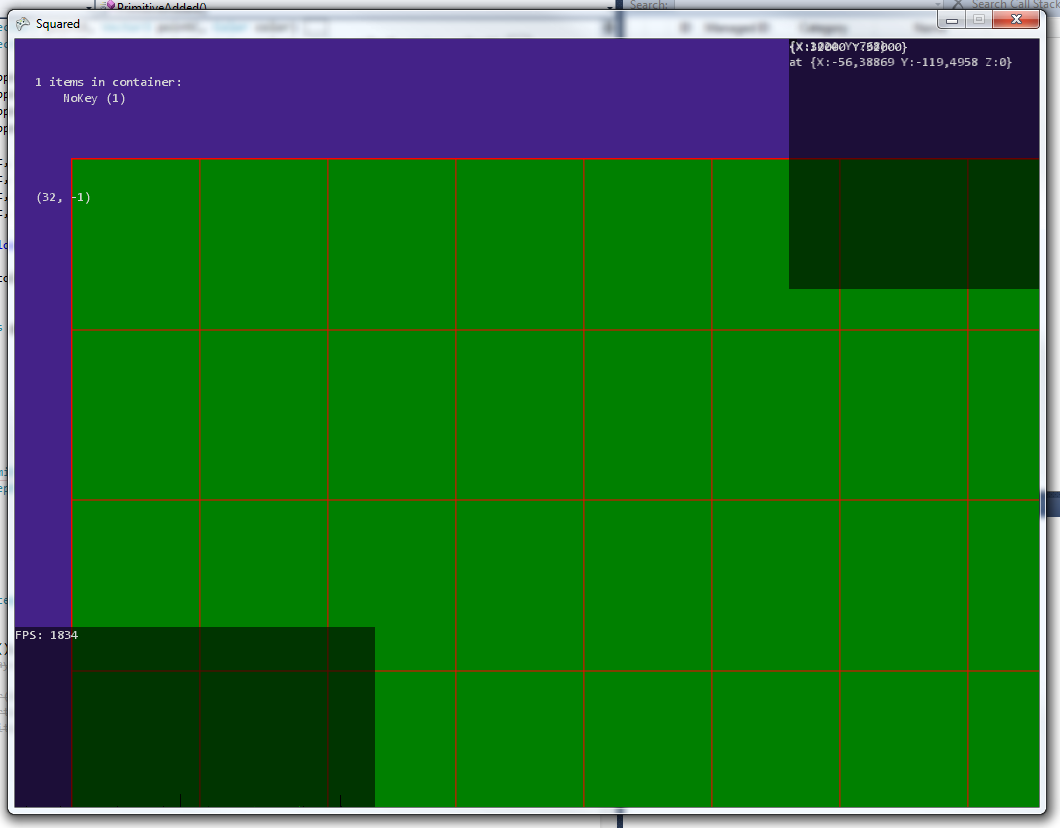 PrimitiveAdded()
Search:
Search Call Stack
Squared
1 items in container:
NoKey (1)
at {X:-56,38869 Y:-119,4958 Z:0}
(32, -1)
FPS: 1834